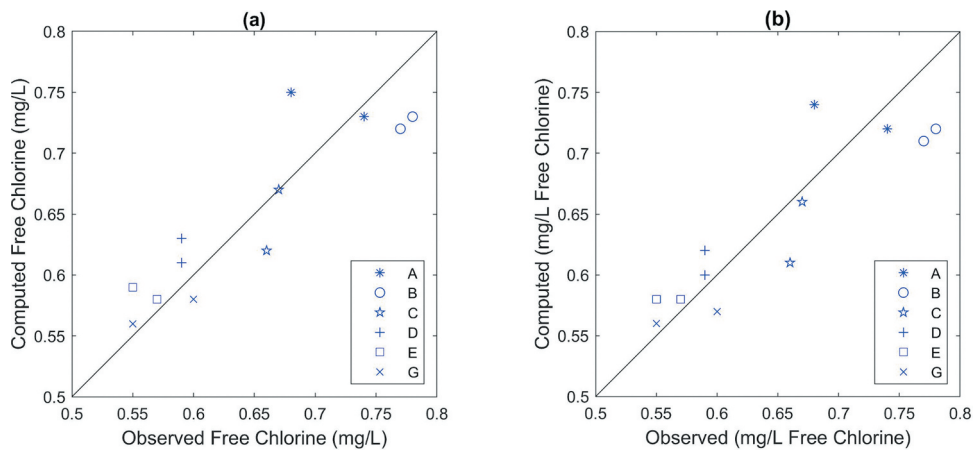 (a)
Computed Free Chlorine (mg/L)
0.8
0.75
0.7
0.65
0.6
0.55
0.5
0.5 0.55 0.6 0.65 0.7 0.75 0.8
Observed Free Chlorine (mg/L)
A
B
C
D
E
G
(b)
Computed (mg/L Free Chlorine)
0.8
0.75
0.7
0.65
0.6
0.55
0.5
0.5 0.55 0.6 0.65 0.7 0.75 0.8
Observed (mg/L Free Chlorine)
A
B
C
D
E
G